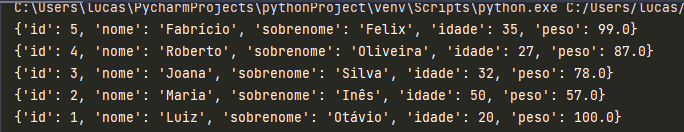 C:\Users\lucas\PycharmProjects\pythonProject\venv\Scripts\python.exe C:/Users/lucas/
{'id': 5, 'nome': 'Fabrício', 'sobrenome': 'Felix', 'idade': 35, 'peso': 99.0}
{'id': 4, 'nome': 'Roberto', 'sobrenome': 'Oliveira', 'idade': 27, 'peso': 87.0}
{'id': 3, 'nome': 'Joana', 'sobrenome': 'Silva', 'idade': 32, 'peso': 78.0}
{'id': 2, 'nome': 'Maria', 'sobrenome': 'Inês', 'idade': 50, 'peso': 57.0}
{'id': 1, 'nome': 'Luiz', 'sobrenome': 'Otávio', 'idade': 20, 'peso': 100.0}